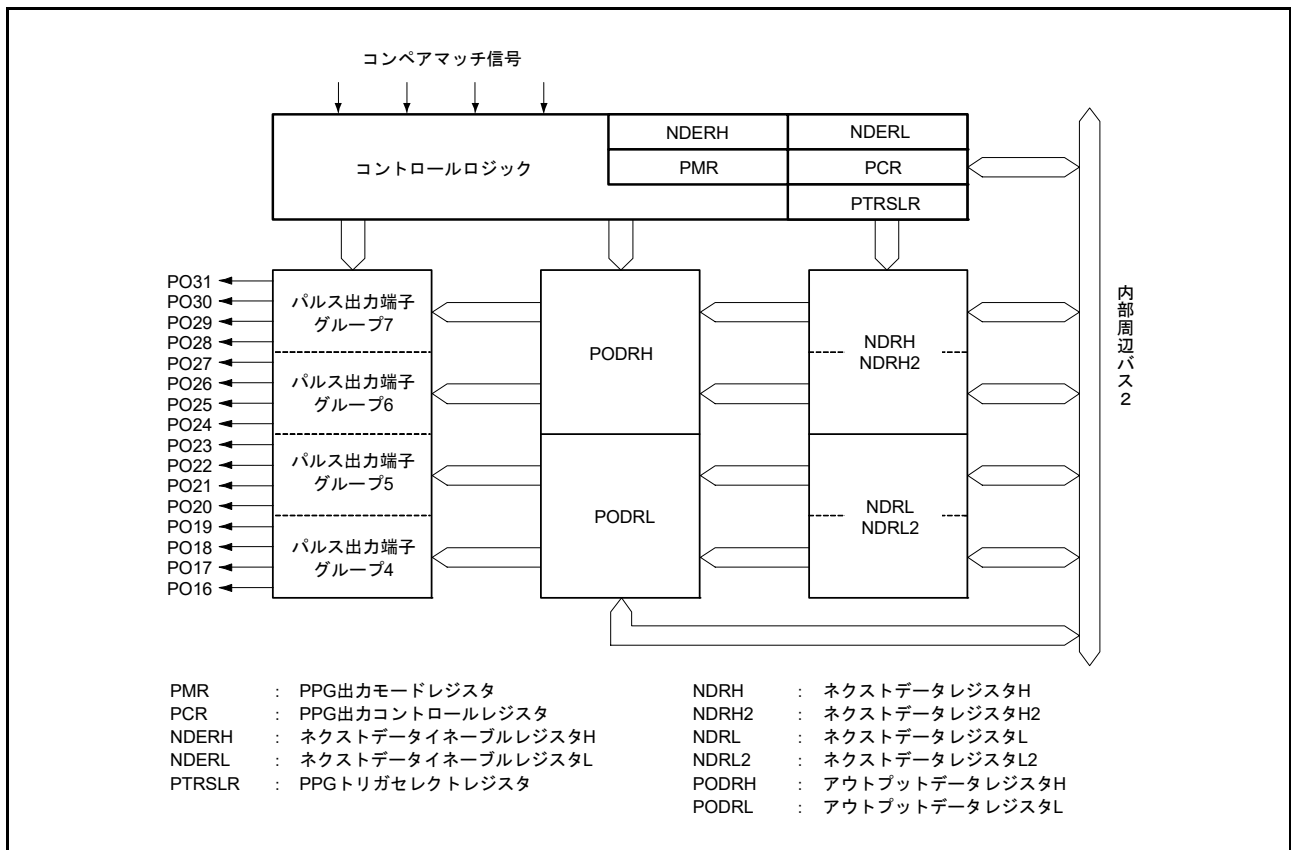 コンペアマッチ信号
コントロールロジック
NDERH
NDERL
PMR
PCR
PTRSLR
PO31
PO30
PO29
PO28
PO27
PO26
PO25
PO24
PO23
PO22
PO21
PO20
PO19
PO18
PO17
PO16
パルス出力端子
グループ7
パルス出力端子
グループ6
パルス出力端子
グループ5
パルス出力端子
グループ4
PODRH
PODRL
NDRH
NDRH2
NDRL
NDRL2
内部周辺バス2
PMR : PPG出力モードレジスタ
PCR : PPG出力コントロールレジスタ
NDERH : ネクストデータイネーブルレジスタH
NDERL : ネクストデータイネーブルレジスタL
PTRSLR : PPGトリガセレクトレジスタ
NDRH : ネクストデータレジスタH
NDRH2 : ネクストデータレジスタH2
NDRL : ネクストデータレジスタL
NDRL2 : ネクストデータレジスタL2
PODRH : アウトプットデータレジスタH
PODRL : アウトプットデータレジスタL